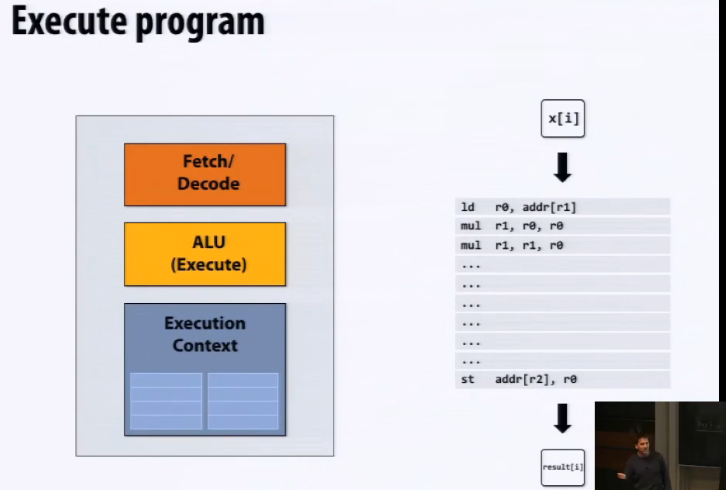 Execute program
Fetch/
Decode
ALU
(Execute)
Execution
Context
x[i]
ld r0, addr[r1]
mul r1, r0, r0
mul r1, r1, r0
...
...
...
...
...
...
st addr[r2], r0
result[i]